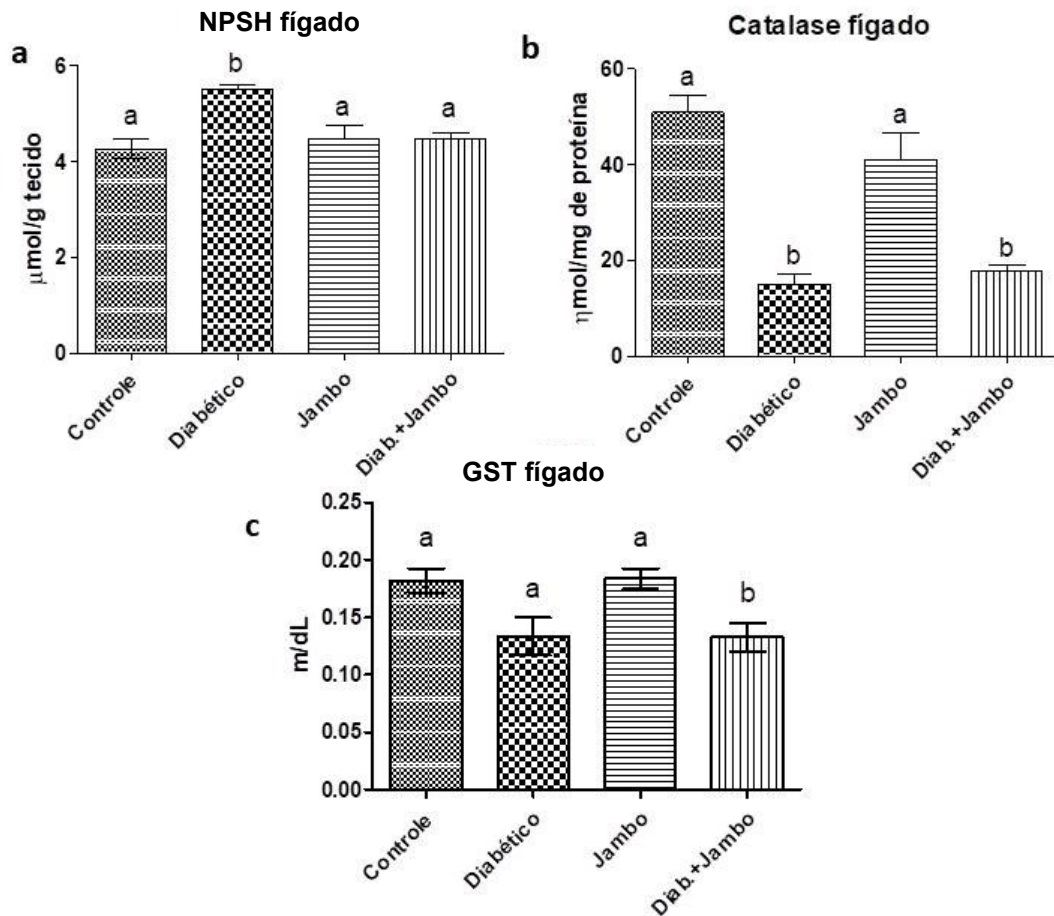 NPSH fígado
a
6
4
2
0
μmol/g tecido
a
b
a
a
Controle
Diabético
Jambo
Diab.+Jambo
Catalase fígado
b
60
40
20
0
ηmol/mg de proteína
a
b
a
b
Controle
Diabético
Jambo
Diab.+Jambo
GST fígado
c
0.25
0.20
0.15
0.10
0.05
0.00
m/dL
a
a
a
b
Controle
Diabético
Jambo
Diab.+Jambo